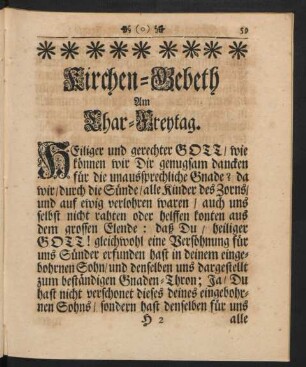 (o) 59
Kirchen-Gebeth
Am
Char-Freytag.
HEiliger und gerechter GOTT/ wie
können wir Dir genugsam dancken
für die unaussprechliche Gnade? da
wir/ durch die Sünde/ alle Kinder des Zorns/
und auf ewig verlohren waren/ auch uns
selbst nicht rahten oder helffen konten aus
dem grossen Elende: daß Du/ heiliger
GOTT! gleichwohl eine Versöhnung für
uns Sünder erfunden hast in deinem einge-
bohrnen Sohn/ und denselben uns dargestellt
zum beständigen Gnaden-Thron; Ja/ Du
hast nicht verschonet dieses deines eingebohr-
nen Sohns/ sondern hast denselben für uns
H 2 alle